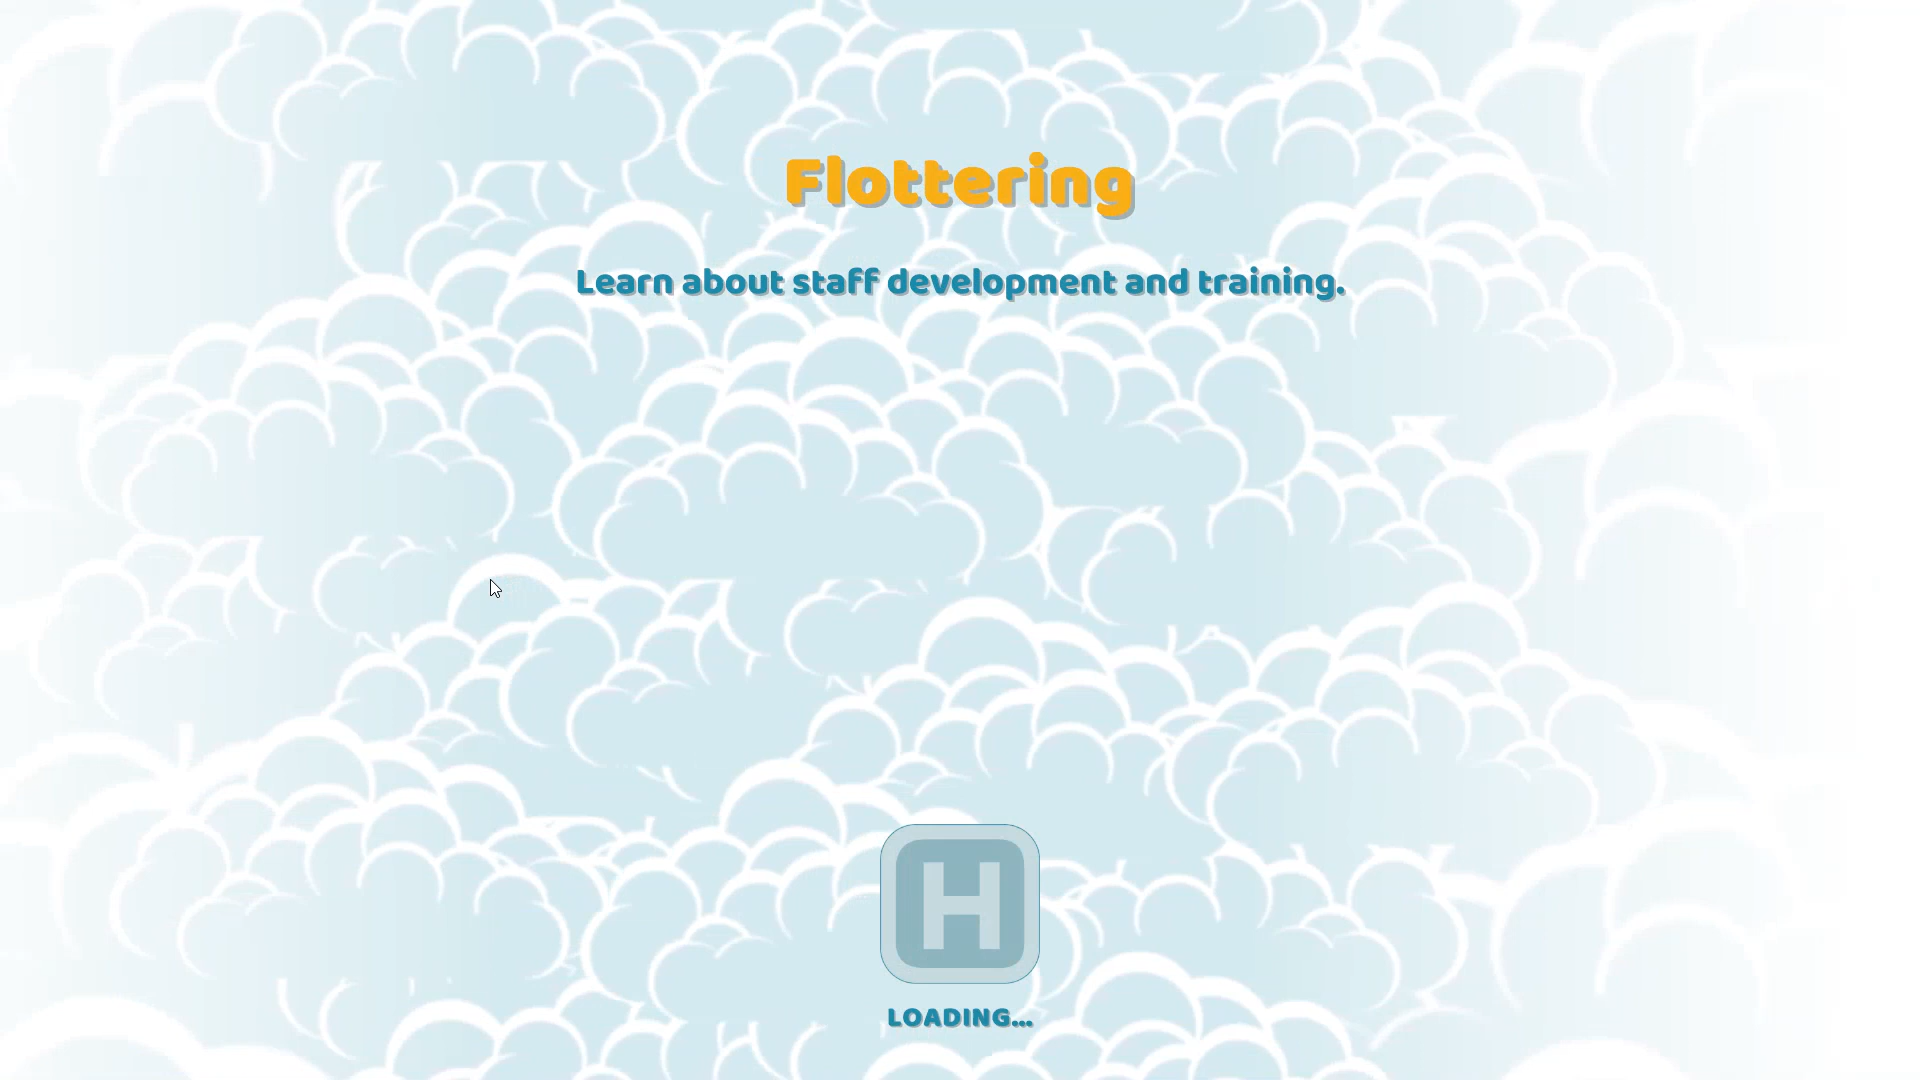 Flottering
Learn about staff development and training.
H
LOADING...